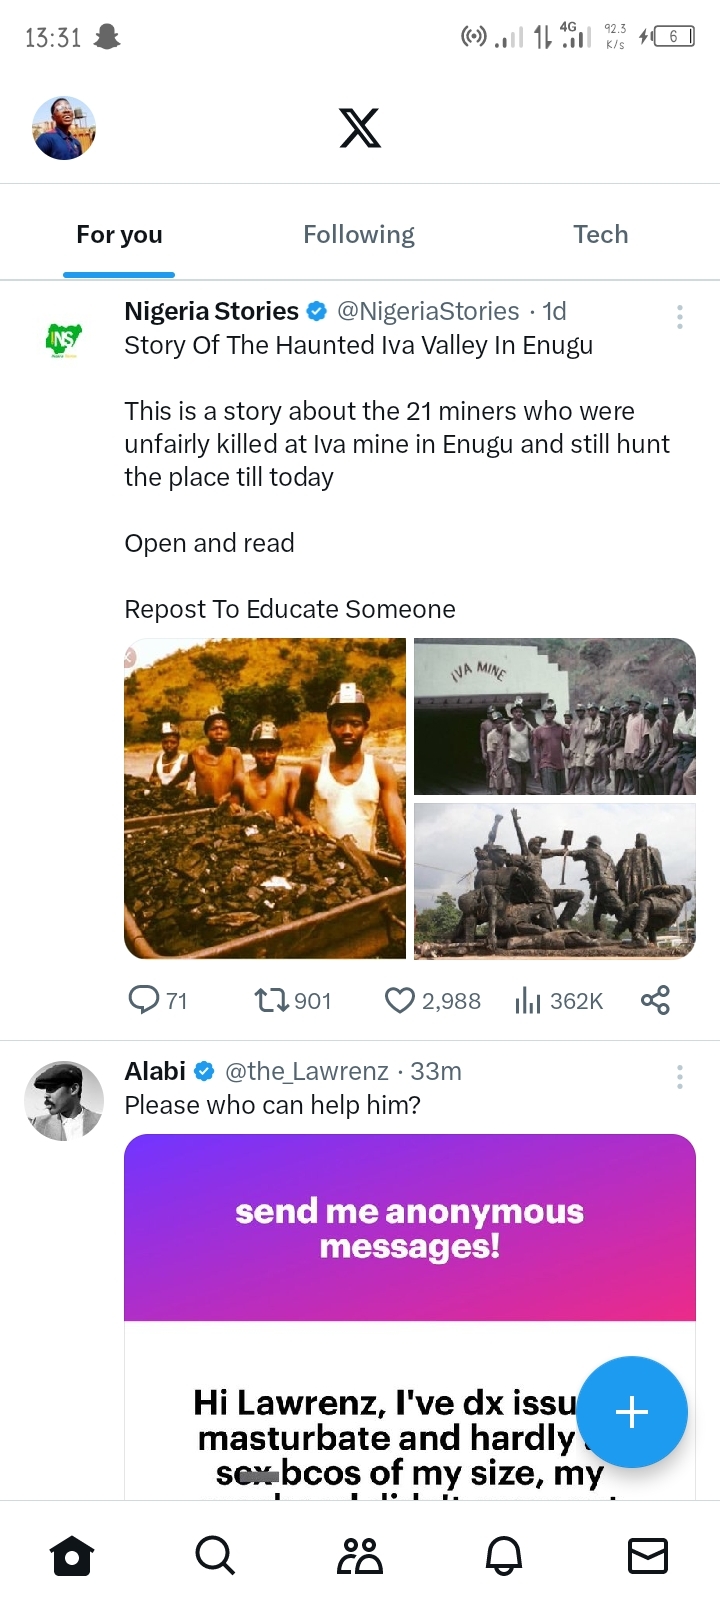 13:31
4G
92.3
K/s
6
For you
Following
Tech
Nigeria Stories @NigeriaStories · 1d
NS
Story Of The Haunted Iva Valley In Enugu
This is a story about the 21 miners who were
unfairly killed at Iva mine in Enugu and still hunt
the place till today
Open and read
Repost To Educate Someone
IVA MINE
71
901
2,988
362K
Alabi @the_Lawrenz · 33m
Please who can help him?
send me anonymous
messages!
Hi Lawrenz, I've dx issu
masturbate and hardly
sex bcos of my size, my